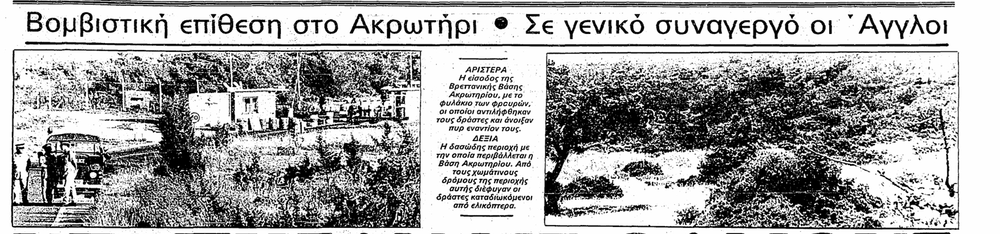 Βομβιστική επίθεση στο Ακρωτήρι ● Σε γενικό συναγερμό οι Άγγλοι
ΑΡΙΣΤΕΡΑ
Η είσοδος της
Βρεττανικής Βάσης
Ακρωτηρίου, με το
φυλάκιο των φρουρών,
οι οποίοι αντιλήφθηκαν
τους δράστες και άνοιξαν
πυρ εναντίον τους.
ΔΕΞΙΑ
Η δασώδης περιοχή με
την οποία περιβάλλεται η
Βάση Ακρωτηρίου. Από
τους χωμάτινους
δρόμους της περιοχής
αυτής διέφυγαν οι
δράστες καταδιωκόμενοι
από ελικόπτερα.